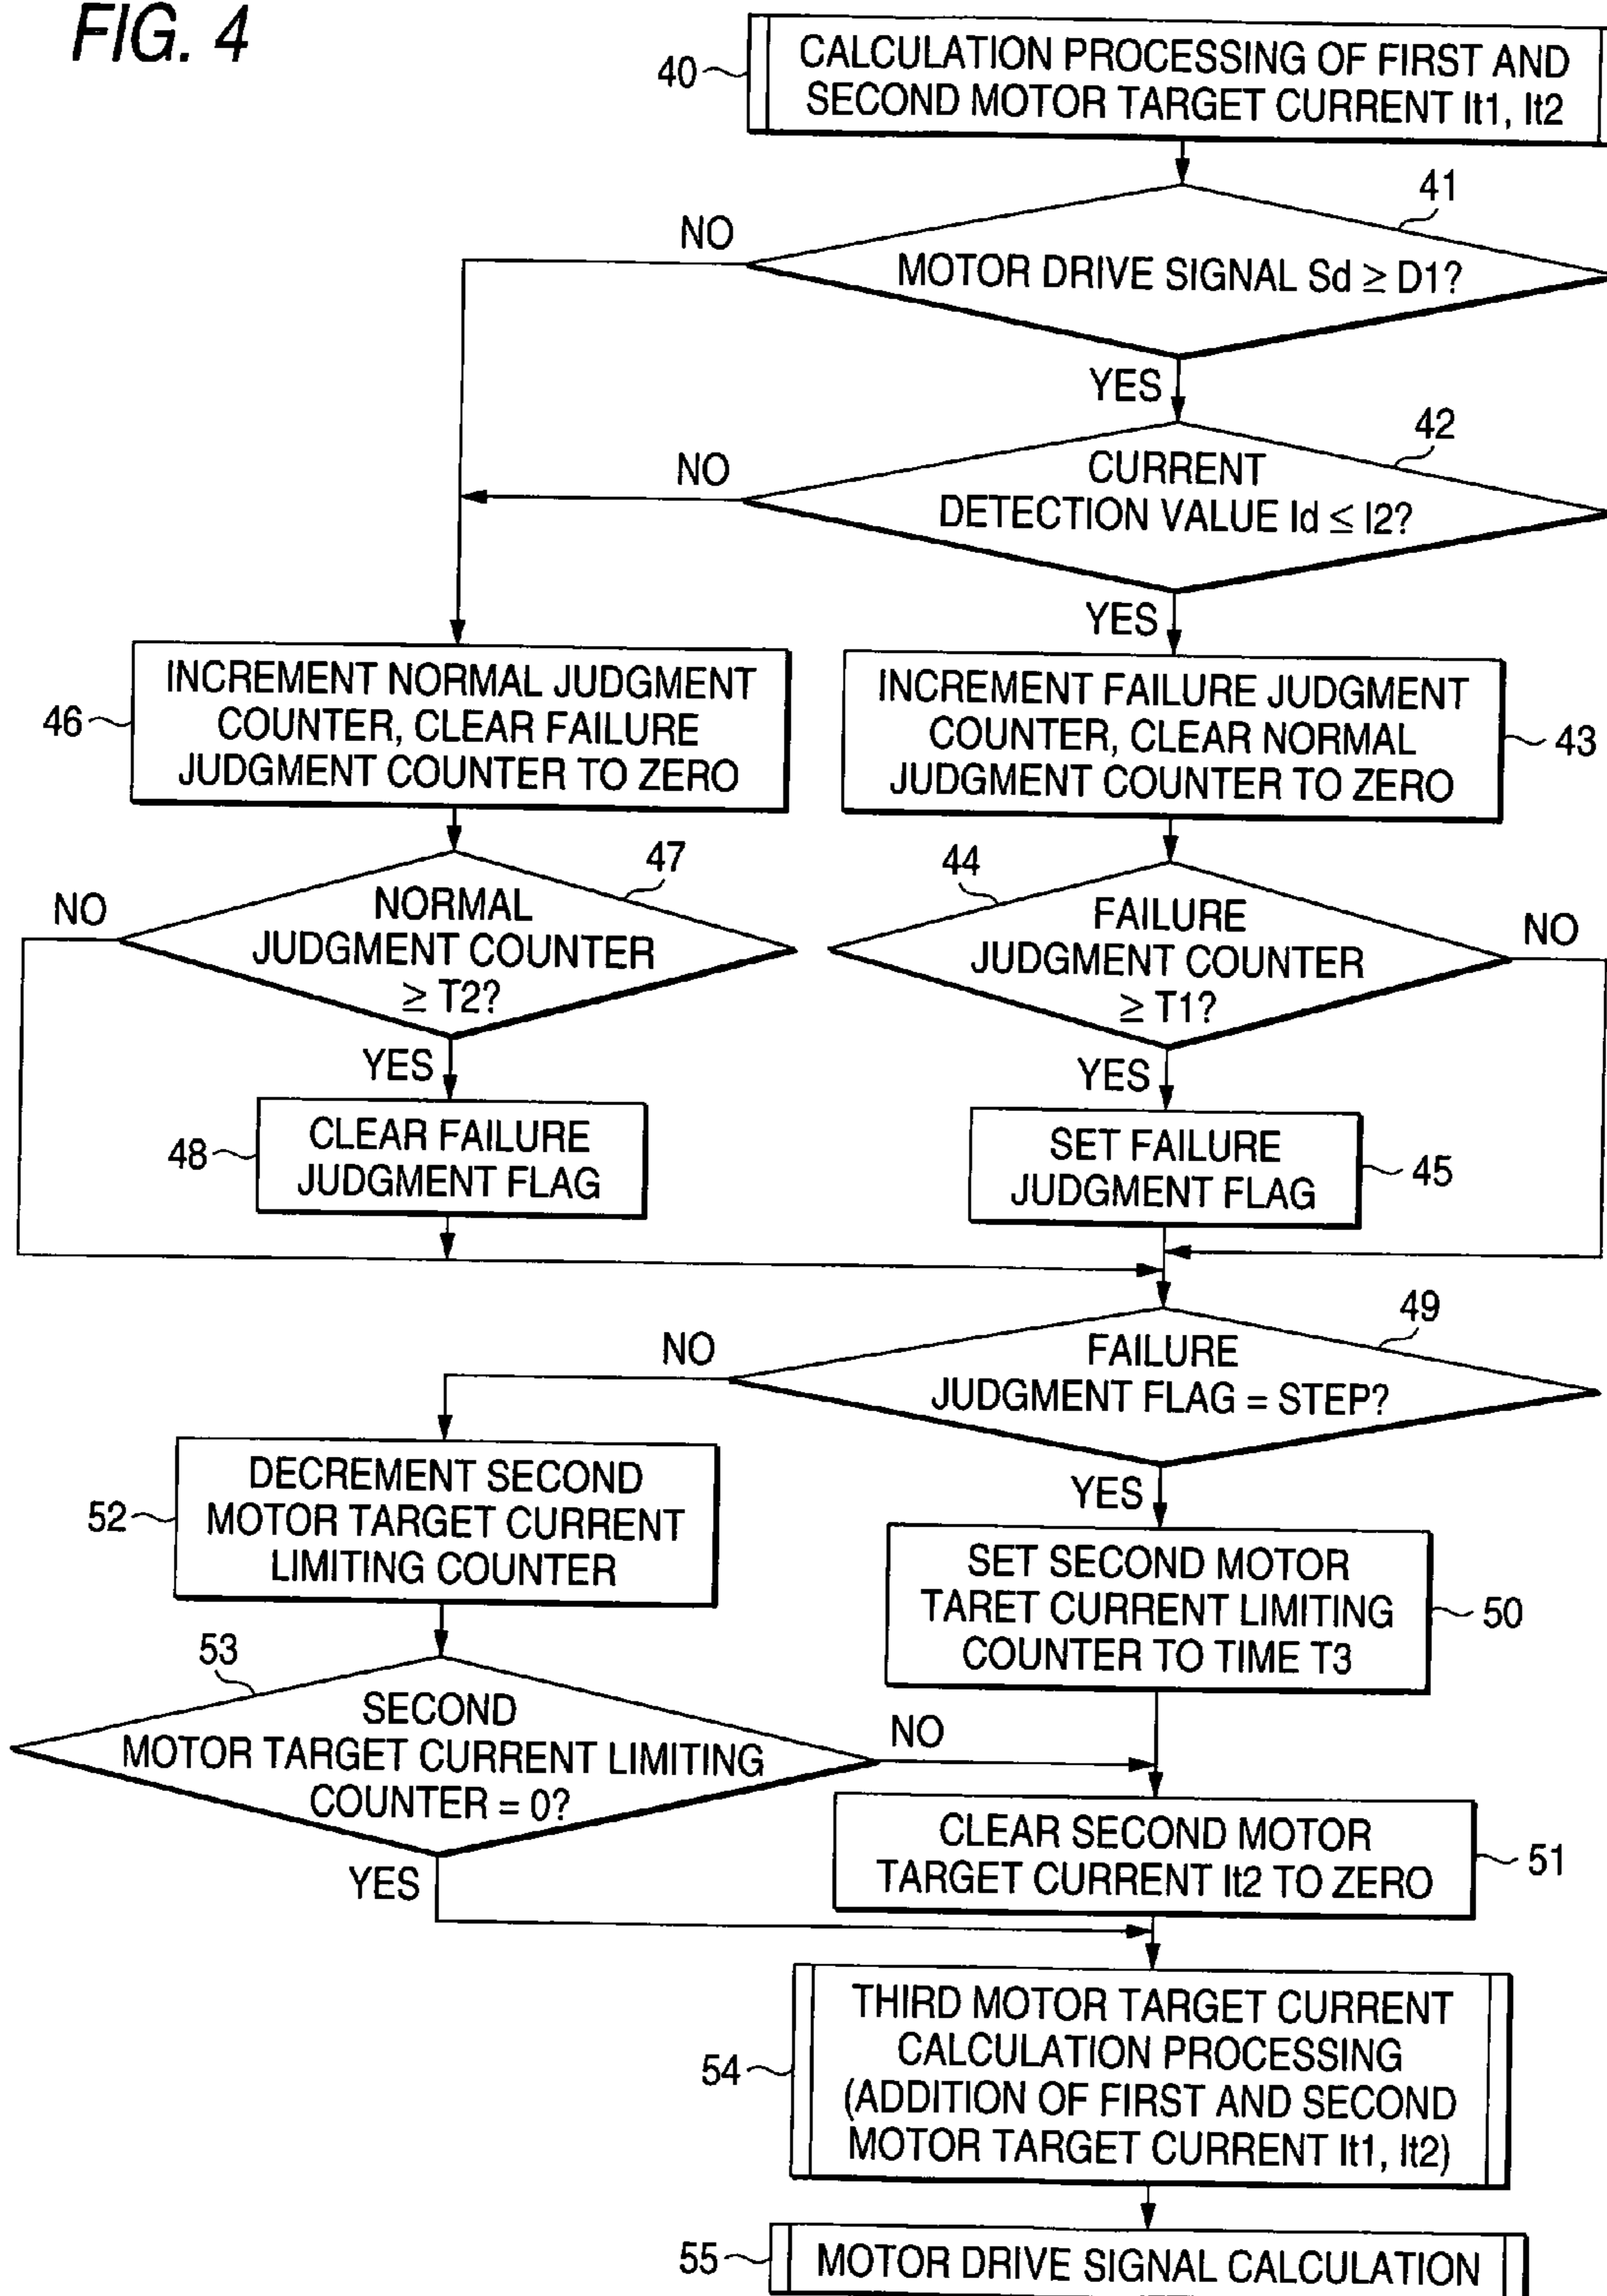 FIG. 4
40
CALCULATION PROCESSING OF FIRST AND
SECOND MOTOR TARGET CURRENT It1, It2
41
NO
MOTOR DRIVE SIGNAL Sd ≥ D1?
YES
42
NO
CURRENT
DETECTION VALUE Id ≤ I2?
YES
46
INCREMENT NORMAL JUDGMENT
COUNTER, CLEAR FAILURE
JUDGMENT COUNTER TO ZERO
INCREMENT FAILURE JUDGMENT
COUNTER, CLEAR NORMAL
JUDGMENT COUNTER TO ZERO
43
47
NO
NORMAL
JUDGMENT COUNTER
≥ T2?
YES
44
FAILURE
JUDGMENT COUNTER
≥ T1?
NO
YES
48
CLEAR FAILURE
JUDGMENT FLAG
SET FAILURE
JUDGMENT FLAG
45
49
NO
FAILURE
JUDGMENT FLAG = STEP?
YES
52
DECREMENT SECOND
MOTOR TARGET CURRENT
LIMITING COUNTER
SET SECOND MOTOR
TARET CURRENT LIMITING
COUNTER TO TIME T3
50
53
SECOND
MOTOR TARGET CURRENT LIMITING
COUNTER = 0?
NO
YES
CLEAR SECOND MOTOR
TARGET CURRENT It2 TO ZERO
51
54
THIRD MOTOR TARGET CURRENT
CALCULATION PROCESSING
(ADDITION OF FIRST AND SECOND
MOTOR TARGET CURRENT It1, It2)
55
MOTOR DRIVE SIGNAL CALCULATION